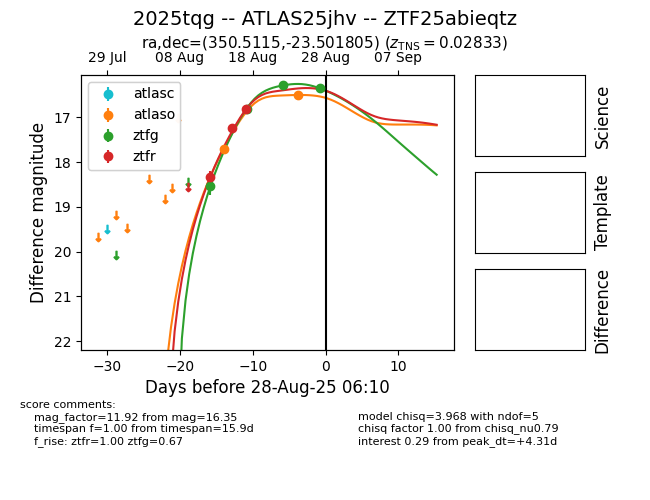 2025tqg -- ATLAS25jhv -- ZTF25abieqtz
ra,dec=(350.5115,-23.501805) (zTNS = 0.02833)
29 Jul 08 Aug 18 Aug 28 Aug 07 Sep
atlasc
atlaso
ztfg
ztfr
17
18
19
20
21
22
Difference magnitude
−30 −20 −10 0 10
Days before 28-Aug-25 06:10
Science
Template
Difference
score comments:
mag_factor=11.92 from mag=16.35
timespan f=1.00 from timespan=15.9d
f_rise: ztfr=1.00 ztfg=0.67
model chisq=3.968 with ndof=5
chisq factor 1.00 from chisq_nu0.79
interest 0.29 from peak_dt=+4.31d